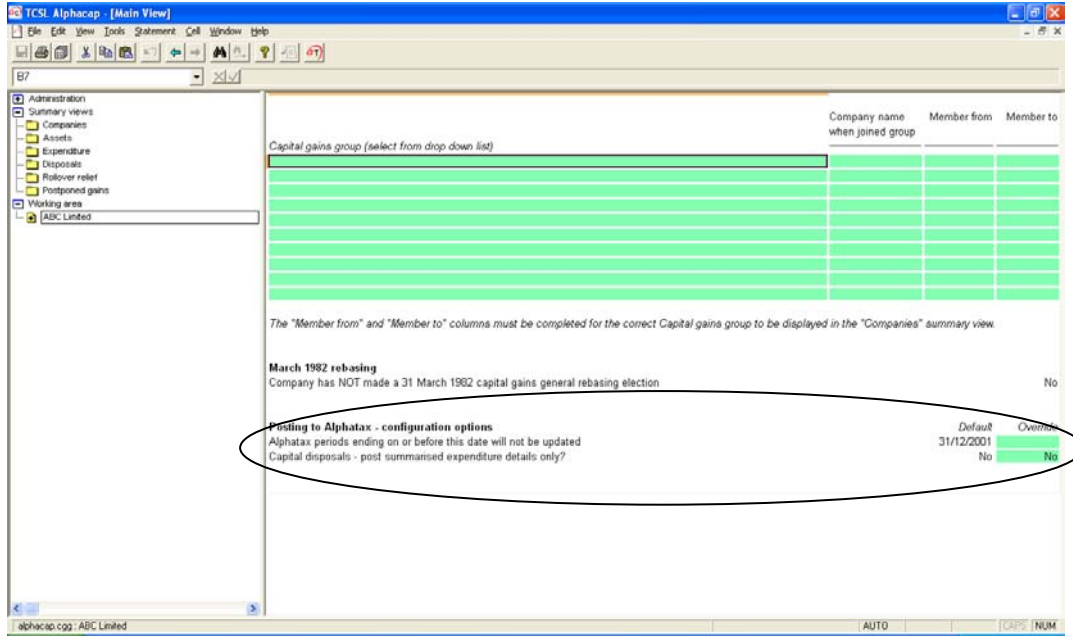 TCSL Alphacap - [Main View]
File Edit View Tools Statement Cell Window Help
B7
Administration
Summary views
Companies
Assets
Expenditure
Disposals
Rollover relief
Postponed gains
Working area
ABC Limited
Company name when joined group
Member from
Member to
Capital gains group (select from drop down list)
The "Member from" and "Member to" columns must be completed for the correct Capital gains group to be displayed in the "Companies" summary view.
March 1982 rebasing
Company has NOT made a 31 March 1982 capital gains general rebasing election No
Posting to Alphatax - configuration options Default Override
Alphatax periods ending on or before this date will not be updated 31/12/2001
Capital disposals - post summarised expenditure details only? No No
alphacap.cgg : ABC Limited AUTO CAPS NUM